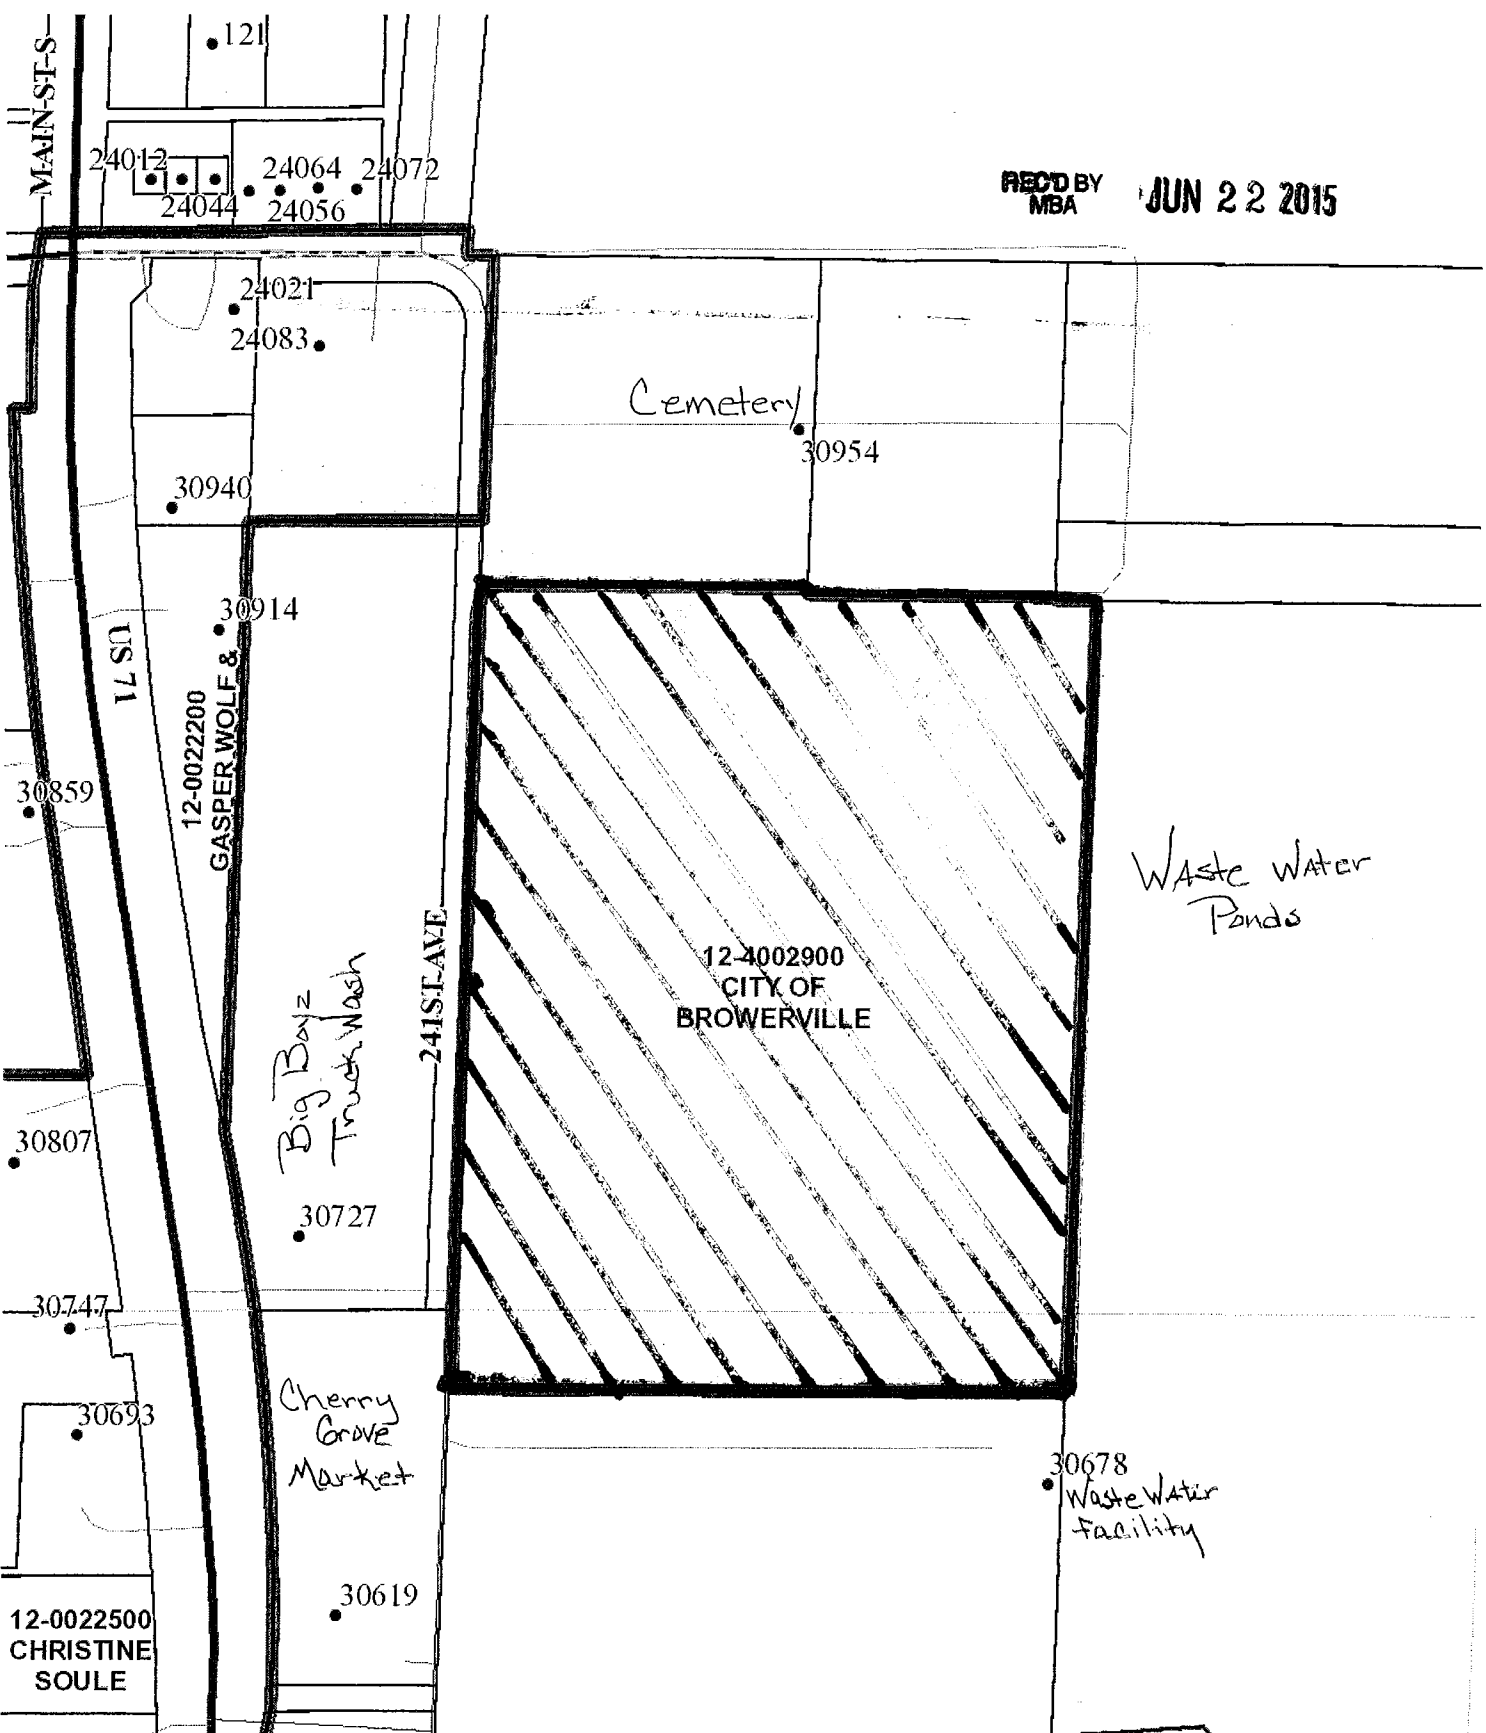 121
MAIN-ST-S
24012
24064
24072
24044
24056
REC'D BY
MBA
JUN 22 2015
24021
24083
Cemetery
30954
30940
30914
US 71
12-0022200
GASPER WOLF &
30859
Waste Water
Ponds
12-4002900
CITY OF
BROWERVILLE
241ST-AVE
Big Boyz
Truck Wash
30807
30727
30747
Cherry
Grove
Market
30693
30678
Waste Water
Facility
30619
12-0022500
CHRISTINE
SOULE